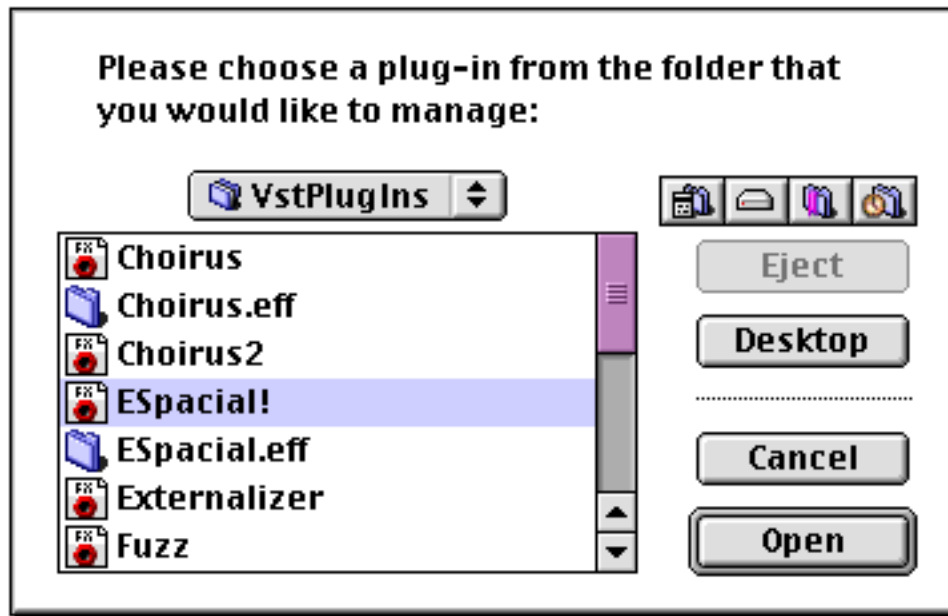 Please choose a plug-in from the folder that
you would like to manage:
VstPlugIns
Choirus
Choirus.eff
Choirus2
ESpacial!
ESpacial.eff
Externalizer
Fuzz
Eject
Desktop
Cancel
Open